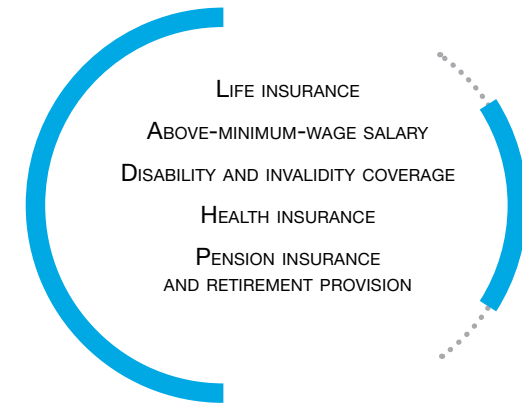 Life insurance
Above-minimum-wage salary
Disability and invalidity coverage
Health insurance
Pension insurance
and retirement provision